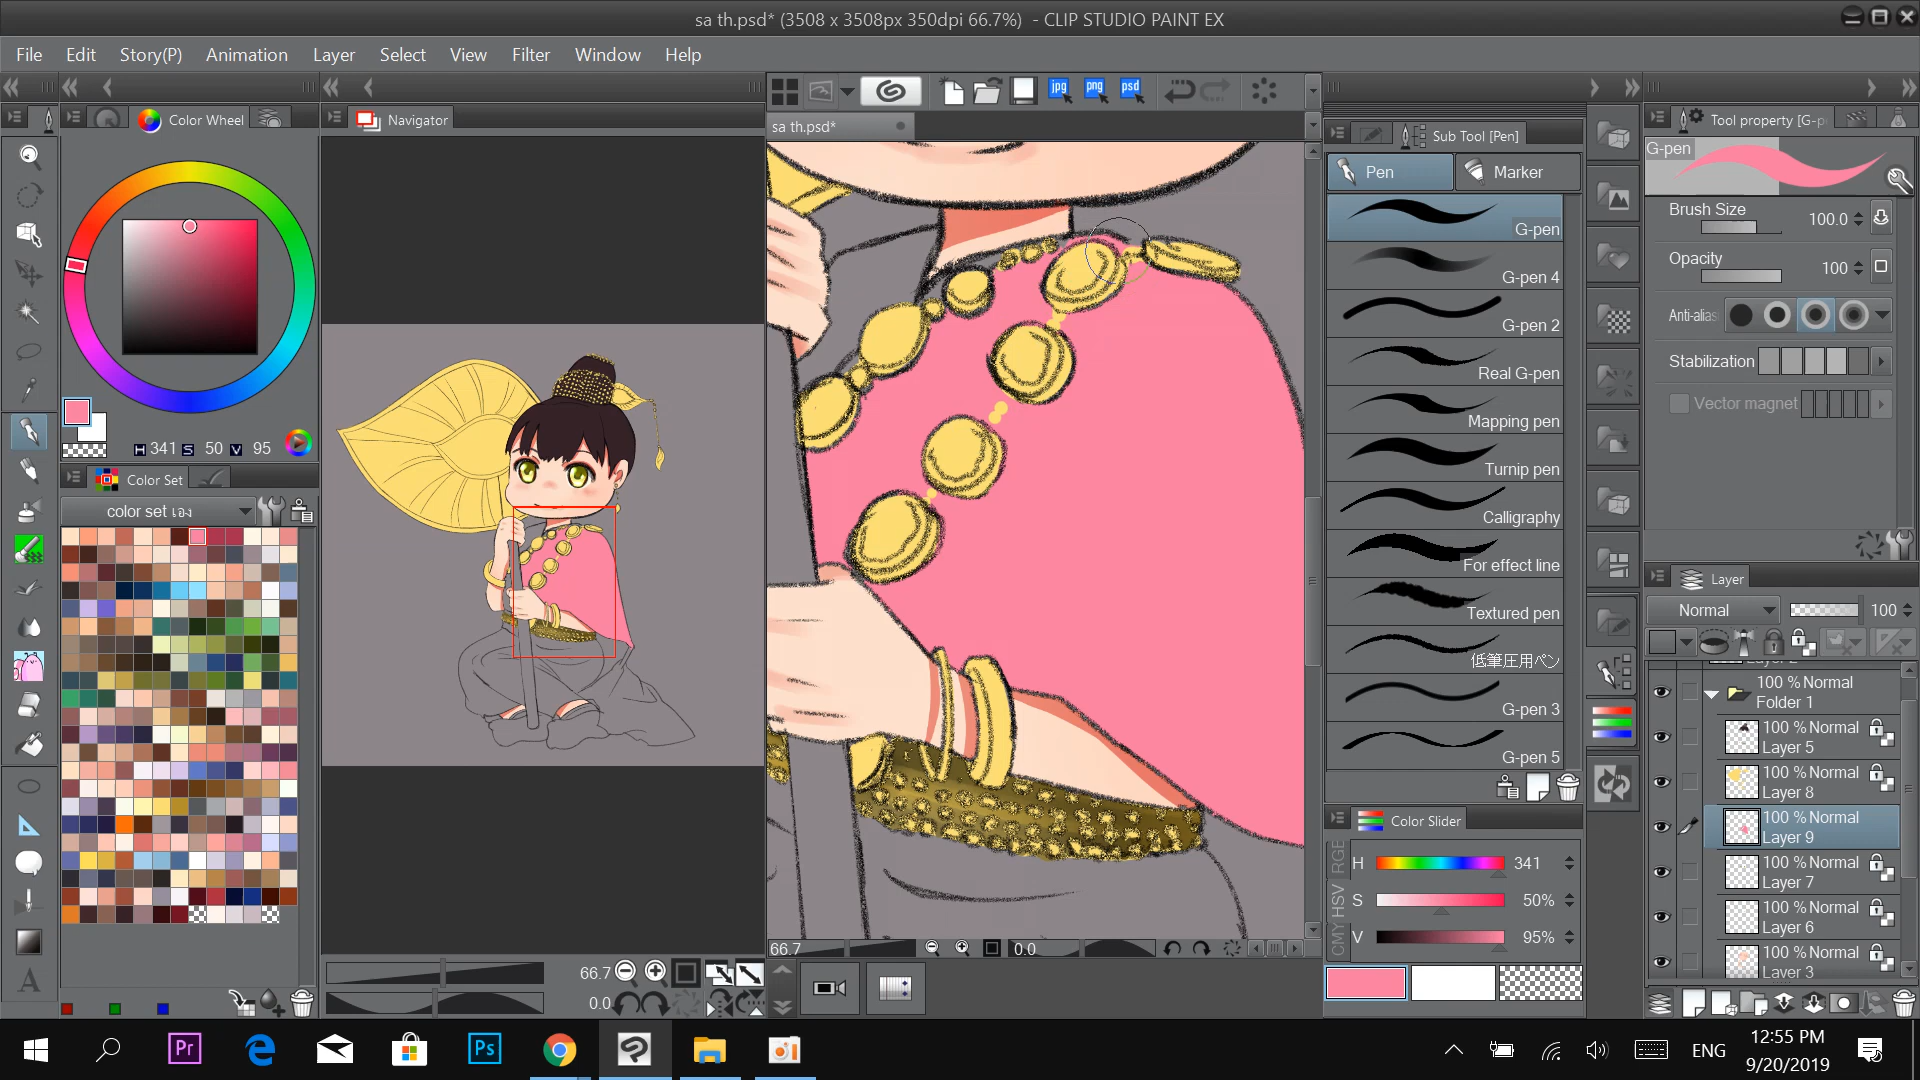 sa th.psd* (3508 x 3508px 350dpi 66.7%) - CLIP STUDIO PAINT EX
File Edit Story(P) Animation Layer Select View Filter Window Help
jpg png psd
Color Wheel
Navigator
sa th.psd*
Sub Tool [Pen]
Tool property [G-p
Pen Marker
G-pen
G-pen 4
G-pen 2
Real G-pen
Mapping pen
Turnip pen
Calligraphy
For effect line
Textured pen
低筆圧用ペン
G-pen 3
G-pen 5
G-pen
Brush Size 100.0
Opacity 100
Anti-alias
Stabilization
Vector magnet
H 341 S 50 V 95
Color Set
color set เอง
Layer
Normal 100
100 % Normal
Folder 1
100 % Normal
Layer 5
100 % Normal
Layer 8
100 % Normal
Layer 9
100 % Normal
Layer 7
100 % Normal
Layer 6
100 % Normal
Layer 3
Color Slider
RGB
HSV
CMY
H 341
S 50%
V 95%
66.7 0.0
66.7
0.0
A
Pr
Ps
ENG
12:55 PM
9/20/2019